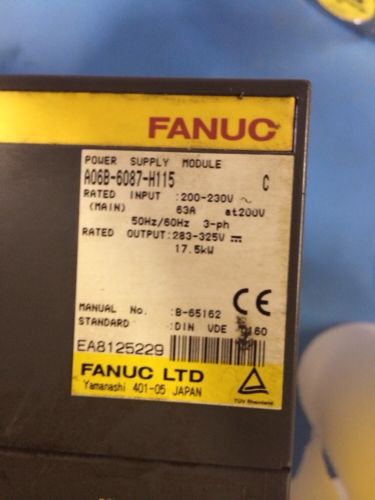 FANUC
POWER SUPPLY MODULE
A06B-6087-H115 C
RATED INPUT :200-230V ~
(MAIN) 63A at200V
50Hz/60Hz 3-ph
RATED OUTPUT:283-325V ⎓
17.5kW
MANUAL No. :B-65162
STANDARD :DIN VDE 0160
CE
EA8125229
FANUC LTD
Yamanashi 401-05 JAPAN
TÜV Rheinland